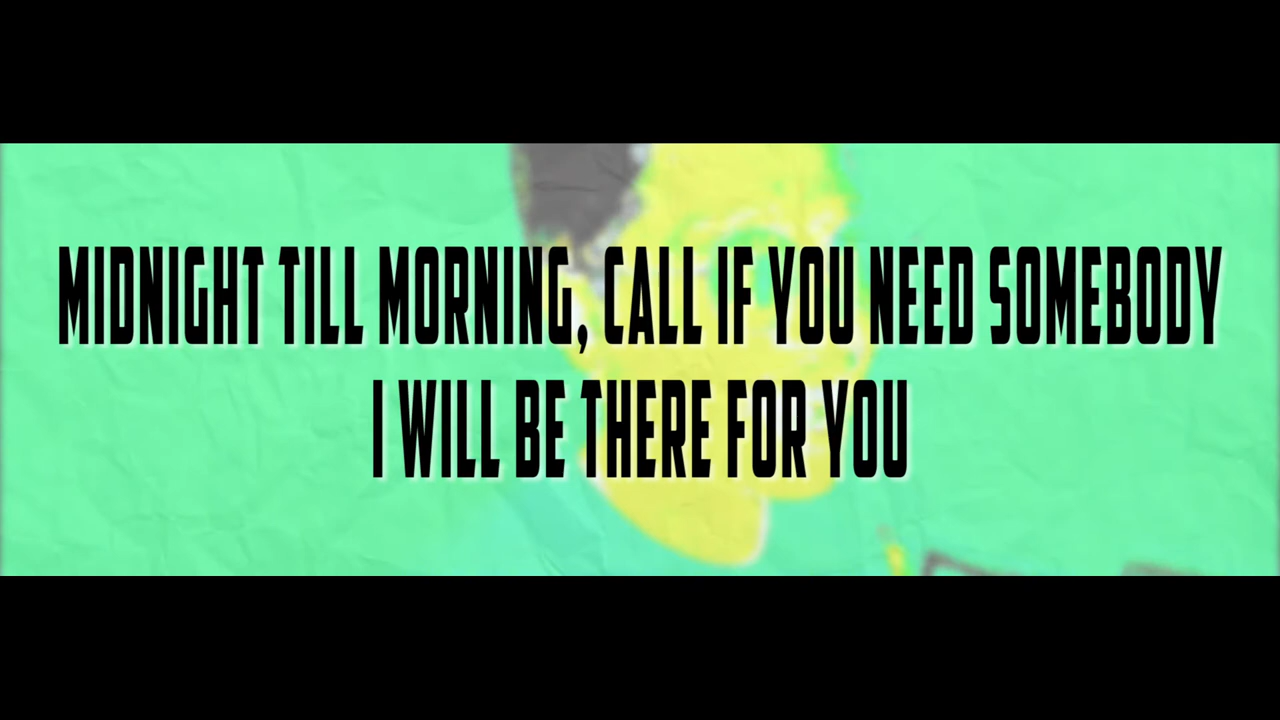 MIDNIGHT TILL MORNING, CALL IF YOU NEED SOMEBODY
I WILL BE THERE FOR YOU